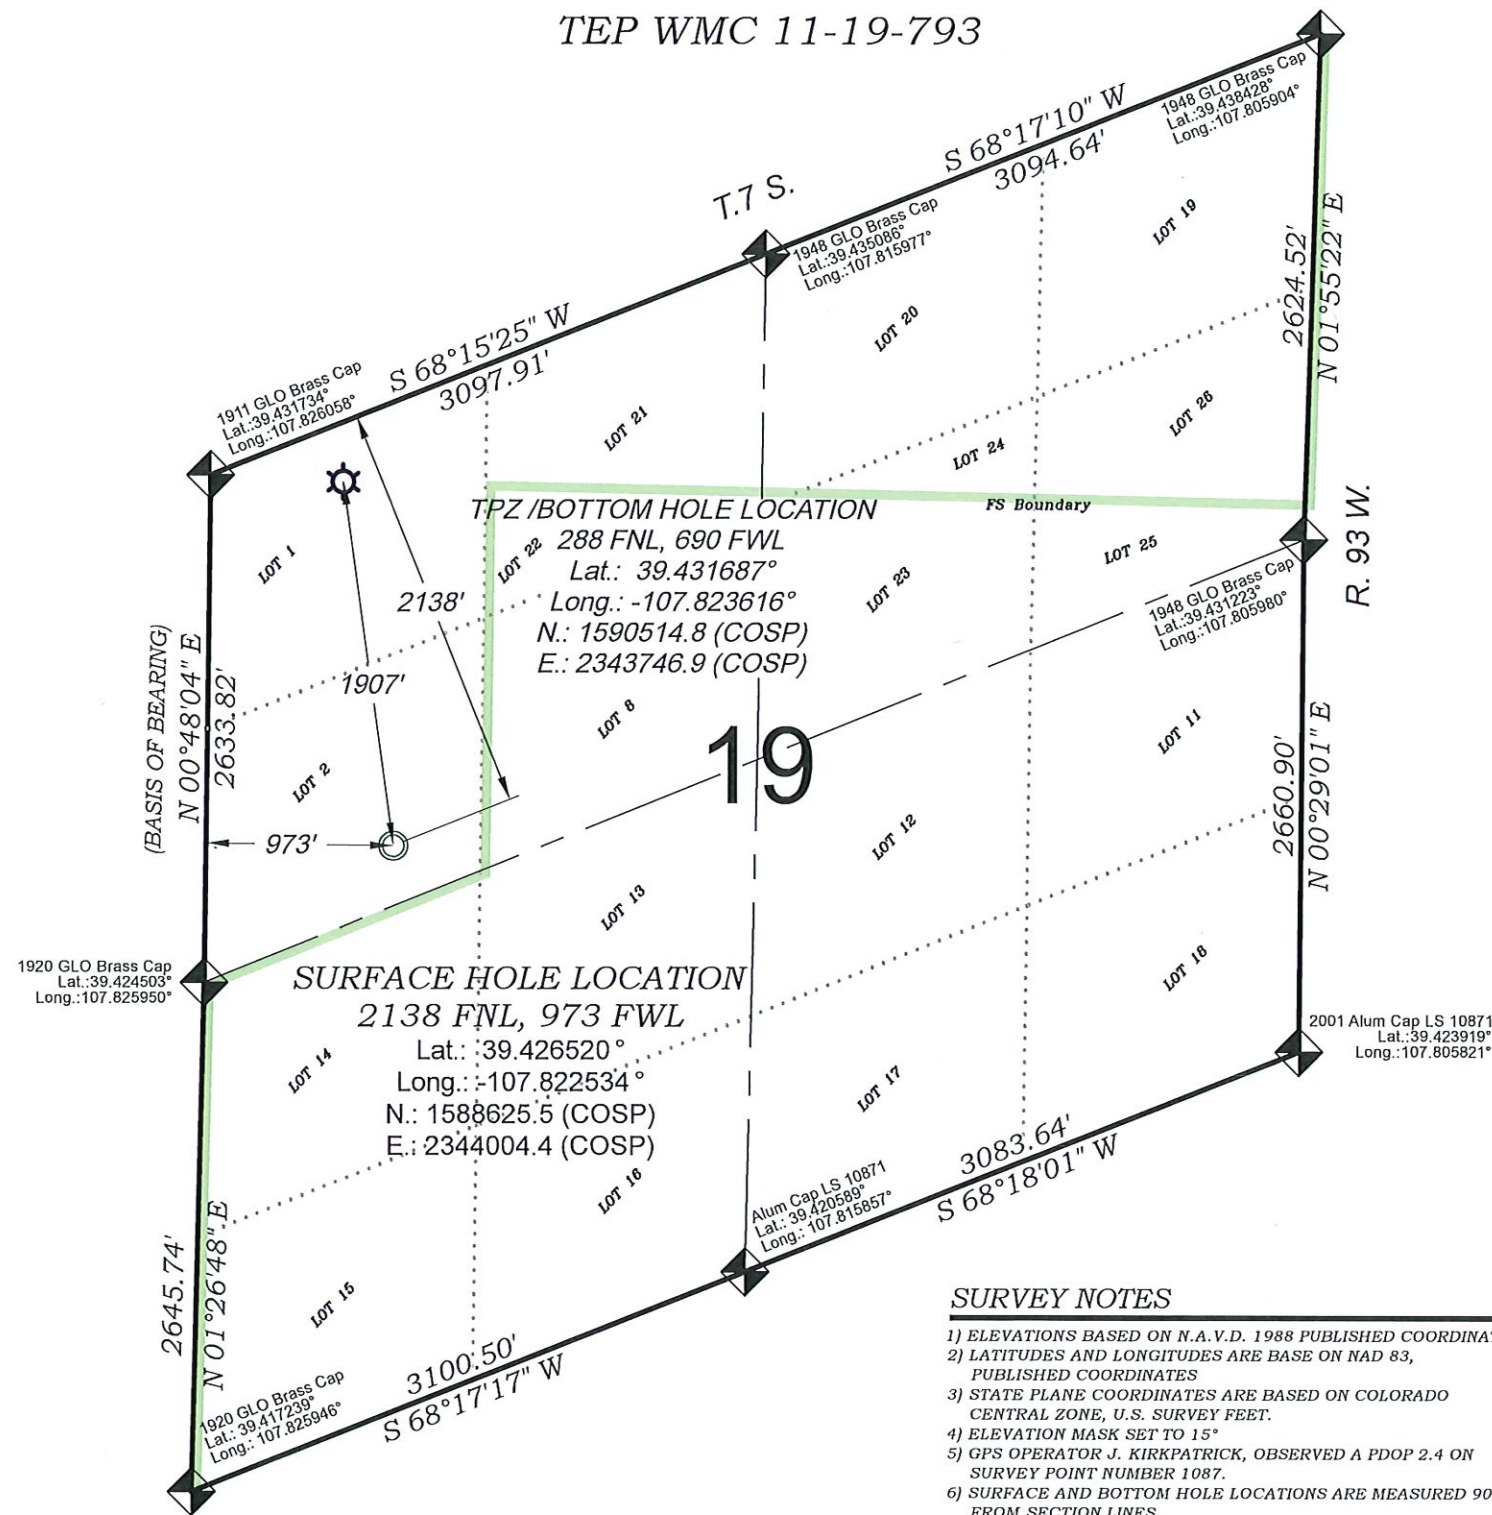 TEP WMC 11-19-793
1948 GLO Brass Cap
Lat.:39.438428°
Long.:107.805904°
S 68°17'10" W
3094.64'
T.7 S.
1948 GLO Brass Cap
Lat.:39.435086°
Long.:107.815977°
LOT 19
2624.52'
N 01°55'22" E
LOT 20
S 68°15'25" W
3097.91'
1911 GLO Brass Cap
Lat.:39.431734°
Long.:107.826058°
LOT 21
LOT 26
LOT 24
FS Boundary
TPZ /BOTTOM HOLE LOCATION
288 FNL, 690 FWL
Lat.: 39.431687°
Long.: -107.823616°
N.: 1590514.8 (COSP)
E.: 2343746.9 (COSP)
LOT 1
LOT 22
LOT 23
LOT 25
R. 93 W.
1948 GLO Brass Cap
Lat.:39.431223°
Long.:107.805980°
2138'
1907'
(BASIS OF BEARING)
N 00°48'04" E
2633.82'
LOT 8
LOT 2
19
LOT 11
973'
LOT 12
2660.90'
N 00°29'01" E
LOT 13
1920 GLO Brass Cap
Lat.:39.424503°
Long.:107.825950°
LOT 18
SURFACE HOLE LOCATION
2138 FNL, 973 FWL
Lat.: 39.426520°
Long.: -107.822534°
N.: 1588625.5 (COSP)
E.: 2344004.4 (COSP)
LOT 14
LOT 17
2001 Alum Cap LS 10871
Lat.:39.423919°
Long.:107.805821°
LOT 16
3083.64'
S 68°18'01" W
Alum Cap LS 10871
Lat.: 39.420589°
Long.: 107.815857°
2645.74'
N 01°26'48" E
LOT 15
3100.50'
S 68°17'17" W
1920 GLO Brass Cap
Lat.: 39.417239°
Long.: 107.825946°
SURVEY NOTES
1) ELEVATIONS BASED ON N.A.V.D. 1988 PUBLISHED
2) LATITUDES AND LONGITUDES ARE BASE ON NAD 83,
PUBLISHED COORDINATES
3) STATE PLANE COORDINATES ARE BASED ON COLORADO
CENTRAL ZONE, U.S. SURVEY FEET.
4) ELEVATION MASK SET TO 15°
5) GPS OPERATOR J. KIRKPATRICK, OBSERVED A PDOP 2.4 ON
SURVEY POINT NUMBER 1087.
6) SURFACE AND BOTTOM HOLE LOCATIONS ARE MEASURED 90
FROM SECTION LINES